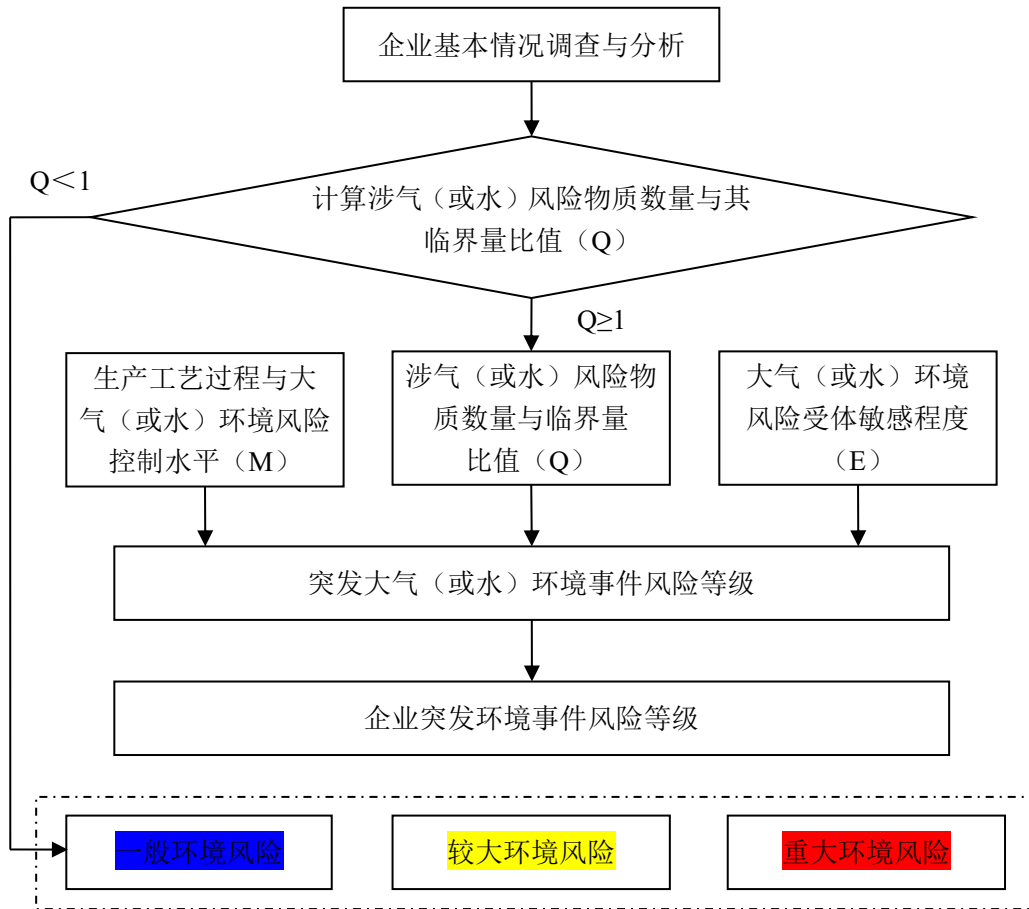 企业基本情况调查与分析
Q＜1
计算涉气（或水）风险物质数量与其
临界量比值（Q）
Q≥1
生产工艺过程与大
气（或水）环境风险
控制水平（M）
涉气（或水）风险物
质数量与临界量
比值（Q）
大气（或水）环境
风险受体敏感程度
（E）
突发大气（或水）环境事件风险等级
企业突发环境事件风险等级
一般环境风险
较大环境风险
重大环境风险